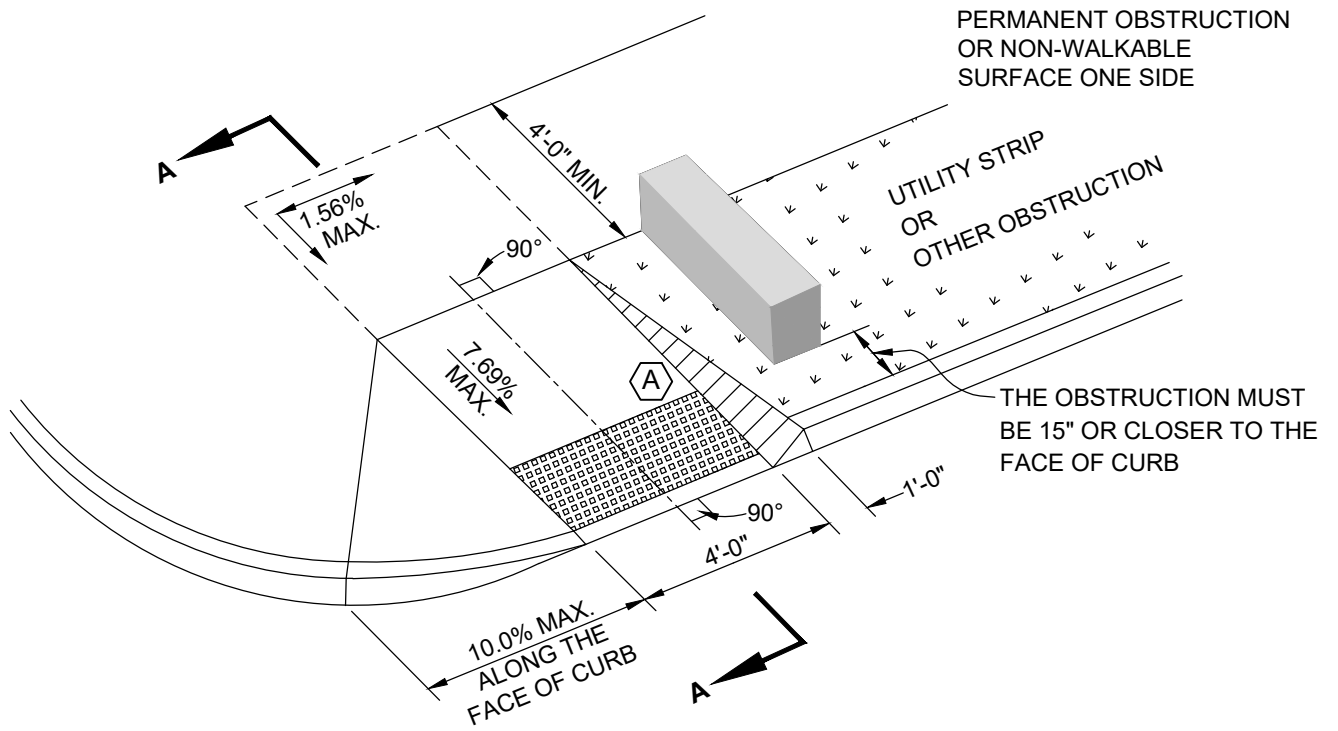 PERMANENT OBSTRUCTION
OR NON-WALKABLE
SURFACE ONE SIDE
A
4'-0" MIN.
UTILITY STRIP
OR
OTHER OBSTRUCTION
1.56%
MAX.
90°
7.69%
MAX.
A
THE OBSTRUCTION MUST
BE 15" OR CLOSER TO THE
FACE OF CURB
1'-0"
90°
4'-0"
10.0% MAX.
ALONG THE
FACE OF CURB
A